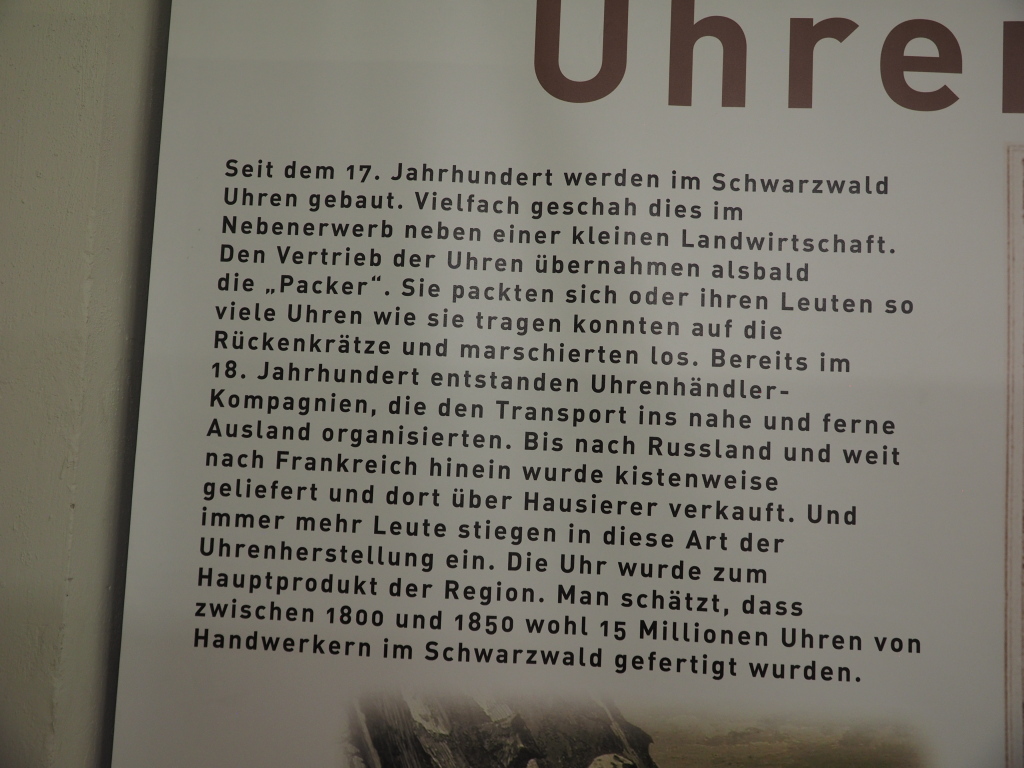 Uhren
Seit dem 17. Jahrhundert werden im Schwarzwald
Uhren gebaut. Vielfach geschah dies im
Nebenerwerb neben einer kleinen Landwirtschaft.
Den Vertrieb der Uhren übernahmen alsbald
die „Packer“. Sie packten sich oder ihren Leuten so
viele Uhren wie sie tragen konnten auf die
Rückenkrätze und marschierten los. Bereits im
18. Jahrhundert entstanden Uhrenhändler-
Kompagnien, die den Transport ins nahe und ferne
Ausland organisierten. Bis nach Russland und weit
nach Frankreich hinein wurde kistenweise
geliefert und dort über Hausierer verkauft. Und
immer mehr Leute stiegen in diese Art der
Uhrenherstellung ein. Die Uhr wurde zum
Hauptprodukt der Region. Man schätzt, dass
zwischen 1800 und 1850 wohl 15 Millionen Uhren von
Handwerkern im Schwarzwald gefertigt wurden.